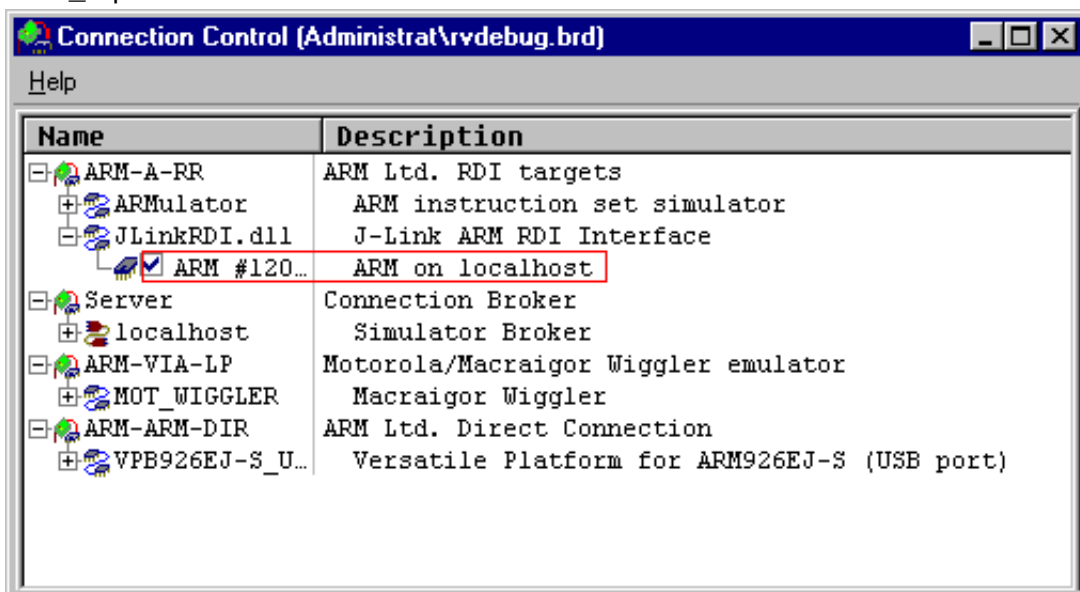 Connection Control (Administrat\rvdebug.brd)
Help
Name Description
ARM-A-RR ARM Ltd. RDI targets
ARMulator ARM instruction set simulator
JLinkRDI.dll J-Link ARM RDI Interface
ARM #120… ARM on localhost
Server Connection Broker
localhost Simulator Broker
ARM-VIA-LP Motorola/Macraigor Wiggler emulator
MOT_WIGGLER Macraigor Wiggler
ARM-ARM-DIR ARM Ltd. Direct Connection
VPB926EJ-S_U… Versatile Platform for ARM926EJ-S (USB port)